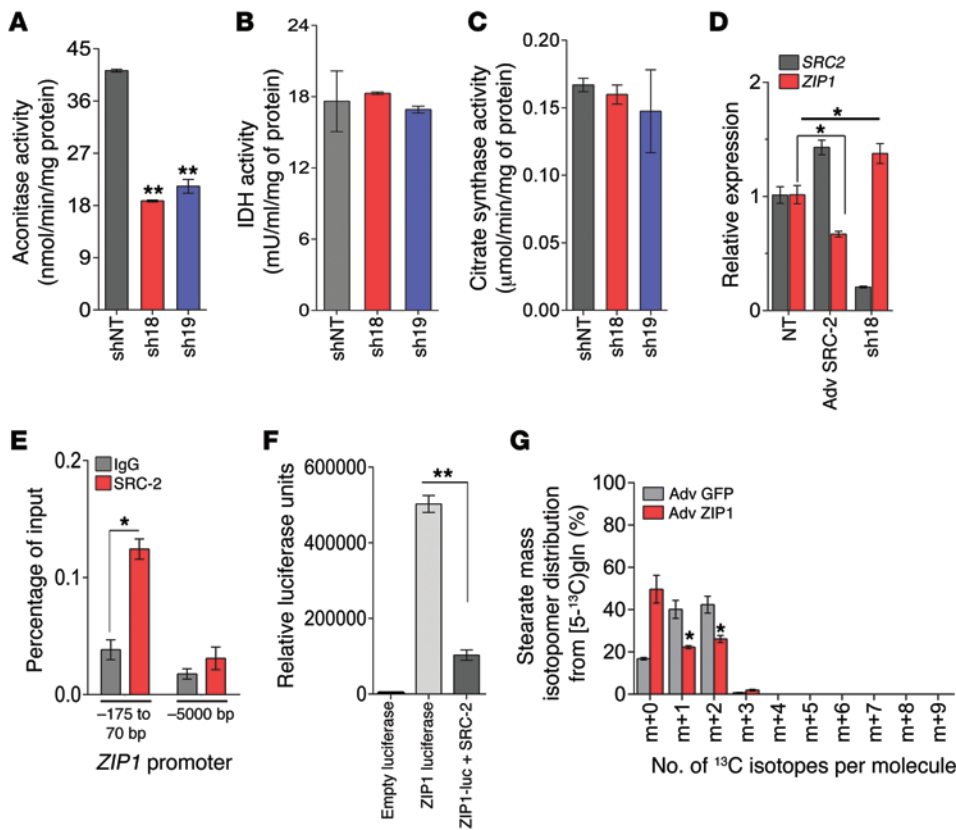 A
Aconitase activity
(nmol/min/mg protein)
45
36
27
18
9
0
**
**
shNT
sh18
sh19
B
IDH activity
(mU/ml/mg of protein)
24
18
12
6
0
shNT
sh18
sh19
C
Citrate synthase activity
(μmol/min/mg of protein)
0.20
0.15
0.10
0.05
0.00
shNT
sh18
sh19
D
SRC2
ZIP1
Relative expression
2
1
0
*
*
NT
Adv SRC-2
sh18
E
IgG
SRC-2
Percentage of input
0.2
0.1
0.0
*
–175 to
70 bp
–5000 bp
ZIP1 promoter
F
Relative luciferase units
600000
400000
200000
0
**
Empty luciferase
ZIP1 luciferase
ZIP1-luc + SRC-2
G
Adv GFP
Adv ZIP1
Stearate mass
isotopomer distribution
from [5-¹³C)gln (%)
100
80
60
40
20
0
*
*
m+0
m+1
m+2
m+3
m+4
m+5
m+6
m+7
m+8
m+9
No. of ¹³C isotopes per molecule